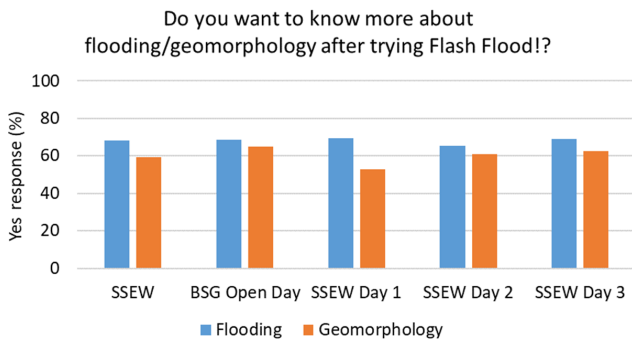 Do you want to know more about
flooding/geomorphology after trying Flash Flood!?
Yes response (%)
100
80
60
40
20
0
SSEW BSG Open Day SSEW Day 1 SSEW Day 2 SSEW Day 3
Flooding Geomorphology